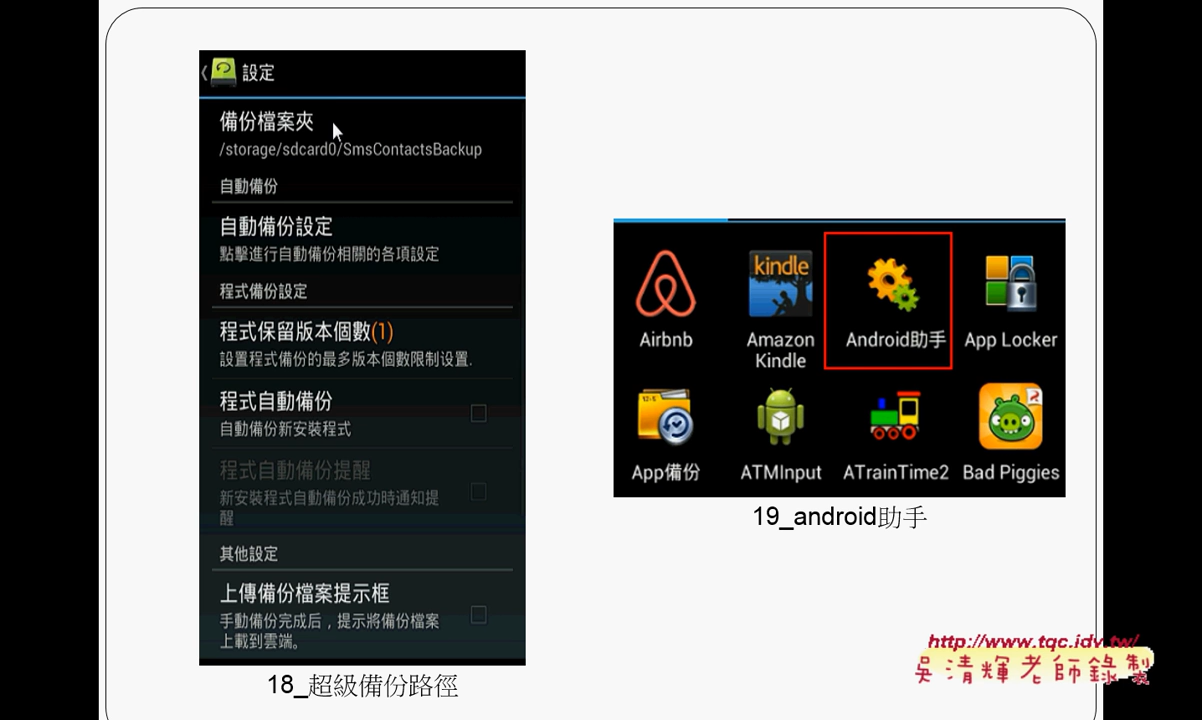 設定
備份檔案夾
/storage/sdcard0/SmsContactsBackup
自動備份
自動備份設定
點擊進行自動備份相關的各項設定
程式備份設定
程式保留版本個數(1)
設置程式備份的最多版本個數限制设置.
程式自動備份
自動備份新安裝程式
程式自動備份提醒
新安裝程式自動備份成功時通知提
醒
其他設定
上傳備份檔案提示框
手動備份完成后，提示將備份檔案
上載到雲端。
18_超級備份路徑
kindle
Airbnb
Amazon
Kindle
Android助手
App Locker
12-5
App備份
ATMInput
ATrainTime2
Bad Piggies
19_android助手
http://www.tqc.idv.tw/
吳清輝老師錄製